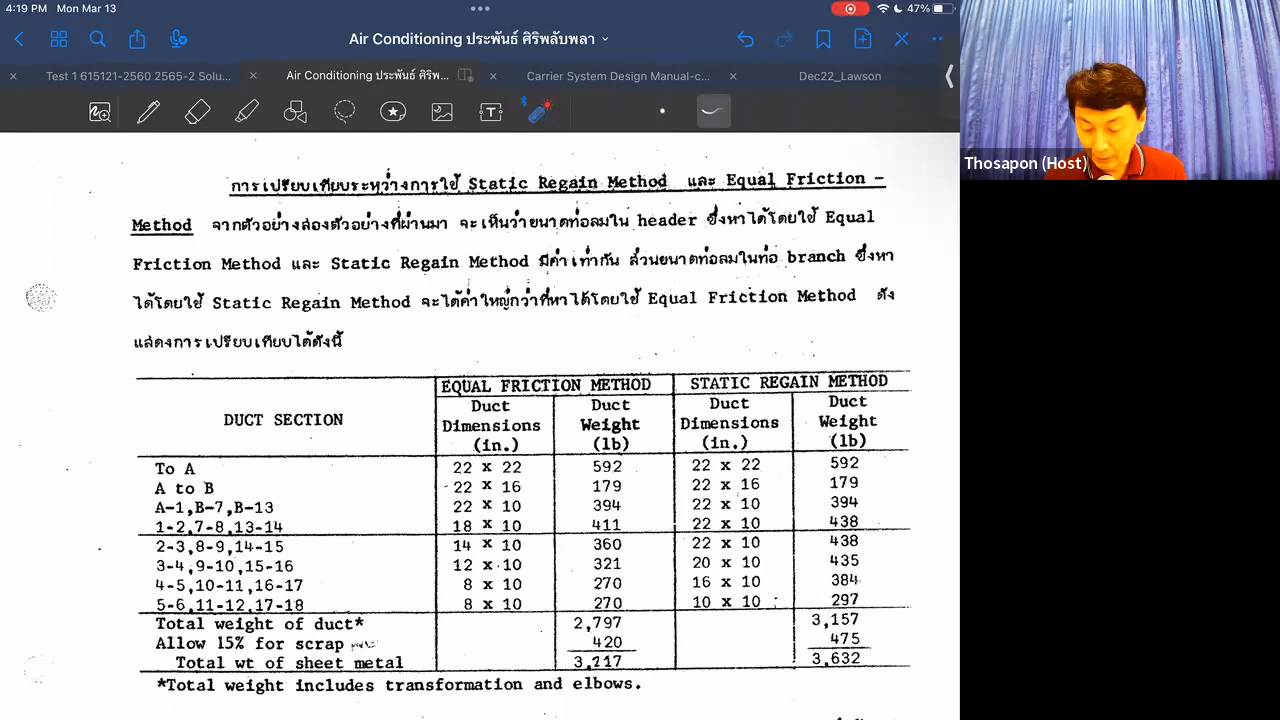 4:19 PM Mon Mar 13
47%
Air Conditioning ประพันธ์ ศิริพลับพลา
Test 1 615121-2560 2565-2 Solu...
Air Conditioning ประพันธ์ ศิริพ...
Carrier System Design Manual-c...
Dec22_Lawson
Thosapon (Host)
การเปรียบเทียบระหว่างการใช้ Static Regain Method และ Equal Friction -
Method จากตัวอย่างสองตัวอย่างที่ผ่านมา จะเห็นว่าขนาดท่อลมใน header ซึ่งหาได้โดยใช้ Equal
Friction Method และ Static Regain Method มีค่าเท่ากัน ส่วนขนาดท่อลมในท่อ branch ซึ่งหา
ได้โดยใช้ Static Regain Method จะได้ค่าใหญ่กว่าที่หาได้โดยใช้ Equal Friction Method ดัง
แสดงการเปรียบเทียบได้ดังนี้
DUCT SECTION EQUAL FRICTION METHOD STATIC REGAIN METHOD
Duct Dimensions (in.) Duct Weight (lb) Duct Dimensions (in.) Duct Weight (lb)
To A 22 x 22 592 22 x 22 592
A to B 22 x 16 179 22 x 16 179
A-1,B-7,B-13 22 x 10 394 22 x 10 394
1-2,7-8,13-14 18 x 10 411 22 x 10 438
2-3,8-9,14-15 14 x 10 360 22 x 10 438
3-4,9-10,15-16 12 x 10 321 20 x 10 435
4-5,10-11,16-17 8 x 10 270 16 x 10 384
5-6,11-12,17-18 8 x 10 270 10 x 10 297
Total weight of duct* 2,797 3,157
Allow 15% for scrap 420 475
Total wt of sheet metal 3,217 3,632
*Total weight includes transformation and elbows.